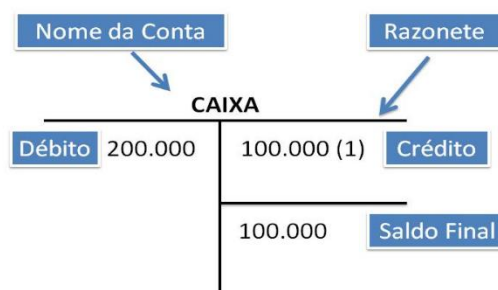 Nome da Conta
Razonete
CAIXA
Débito 200.000 100.000 (1) Crédito
100.000 Saldo Final